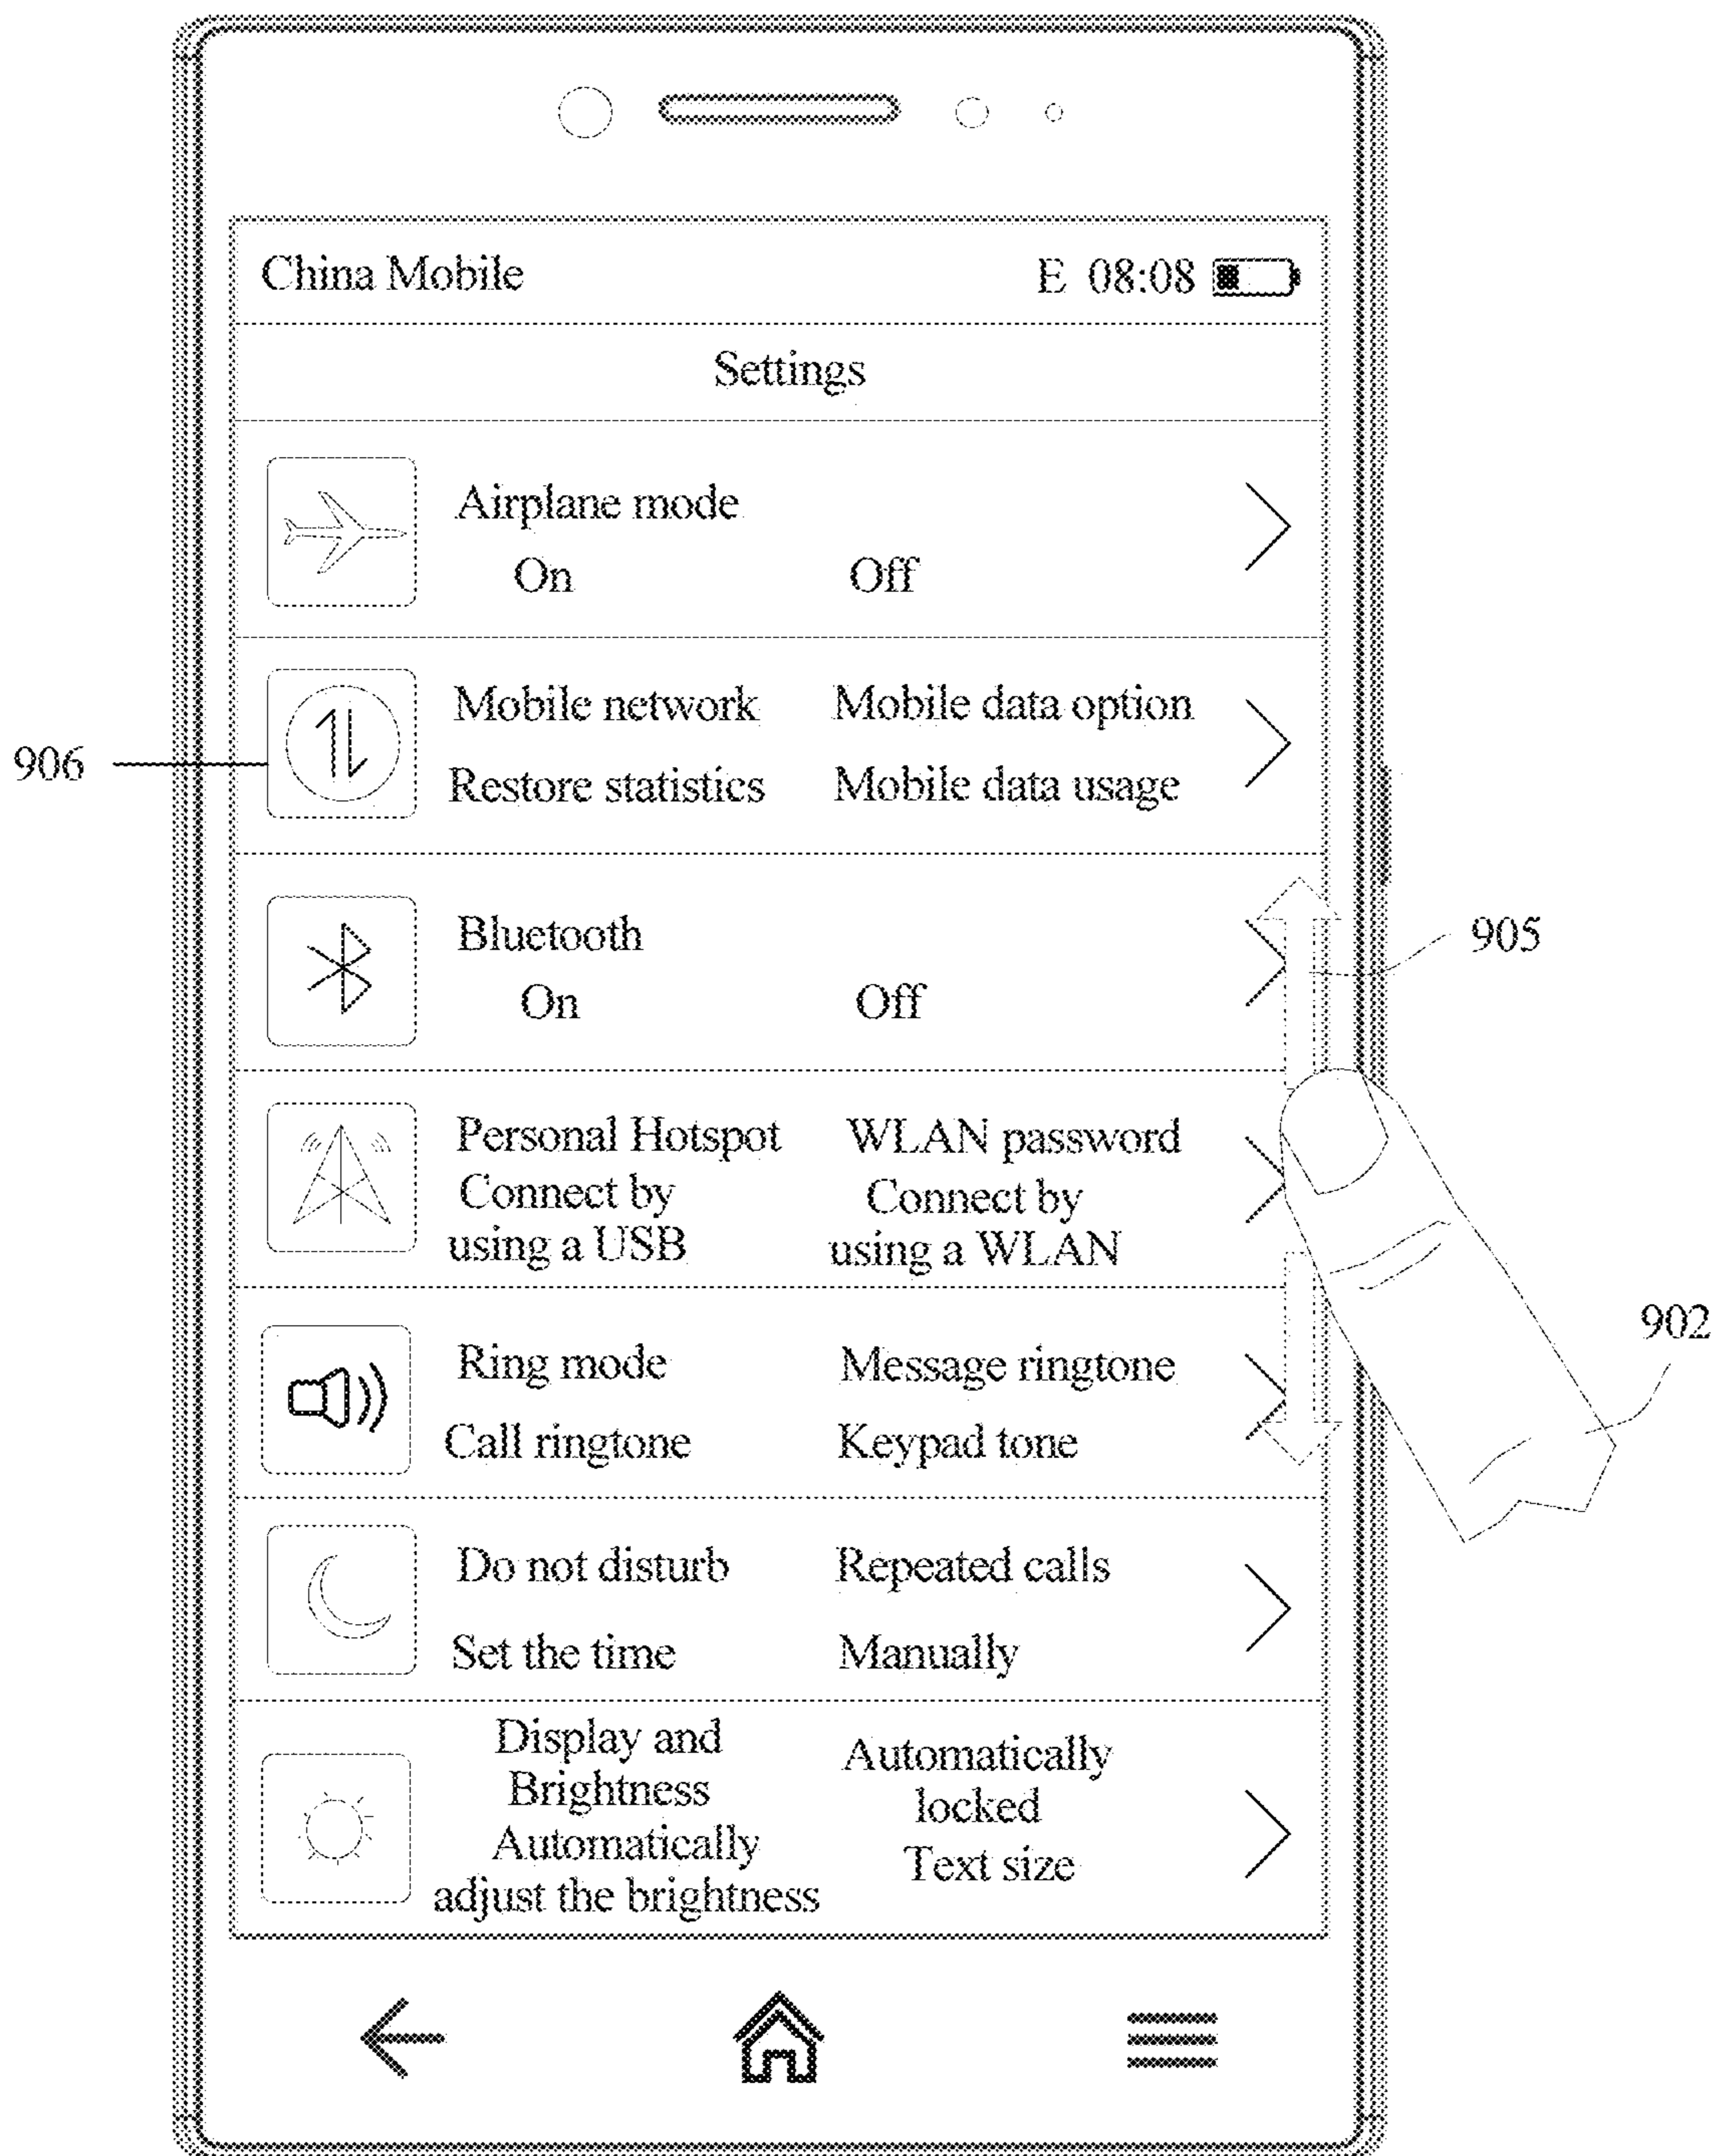 China Mobile E 08:08
Settings
Airplane mode
On Off
Mobile network Mobile data option
906
Restore statistics Mobile data usage
Bluetooth
905
On Off
Personal Hotspot WLAN password
Connect by Connect by
using a USB using a WLAN
902
Ring mode Message ringtone
Call ringtone Keypad tone
Do not disturb Repeated calls
Set the time Manually
Display and Automatically
Brightness locked
Automatically Text size
adjust the brightness